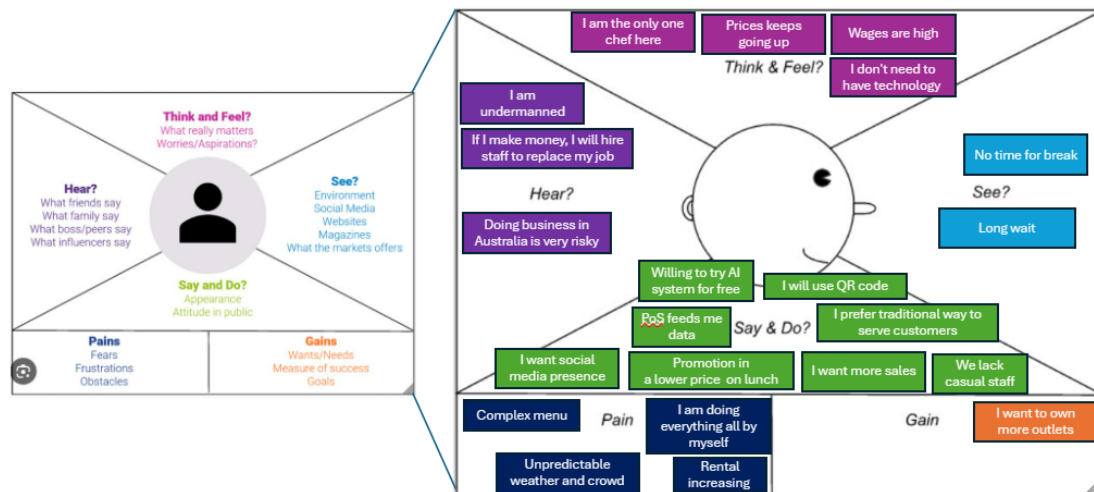 Think and Feel?
What really matters
Worries/Aspirations?
Hear?
What friends say
What family say
What boss/peers say
What influencers say
See?
Environment
Social Media
Websites
Magazines
What the markets offers
Say and Do?
Appearance
Attitude in public
Pains
Fears
Frustrations
Obstacles
Gains
Wants/Needs
Measure of success
Goals
I am the only one
chef here
Prices keeps
going up
Wages are high
Think & Feel?
I don't need to
have technology
I am
undermanned
If I make money, I will hire
staff to replace my job
Hear?
Doing business in
Australia is very risky
No time for break
See?
Long wait
Willing to try AI
system for free
I will use QR code
PoS feeds me
data
Say & Do?
I prefer traditional way to
serve customers
I want social
media presence
Promotion in
a lower price on lunch
I want more sales
We lack
casual staff
Complex menu
Pain
I am doing
everything all by
myself
Unpredictable
weather and crowd
Rental
increasing
Gain
I want to own
more outlets